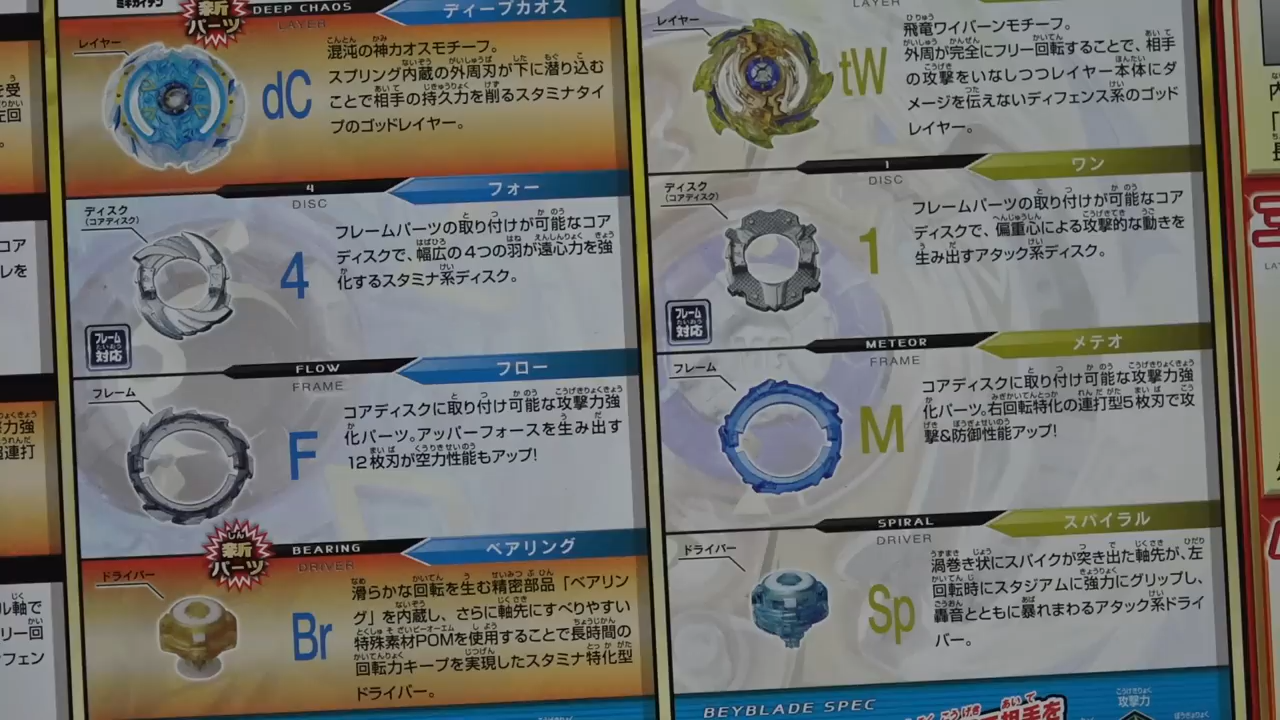 ミキカイテン
新
パーツ
DEEP CHAOS
ディープカオス
LAYER
レイヤー
dC
混沌の神カオスモチーフ。
スプリング内蔵の外周刃が下に潜り込む
ことで相手の持久力を削るスタミナタイ
プのゴッドレイヤー。
4
フォー
DISC
ディスク
(コアディスク)
4
フレームパーツの取り付けが可能なコア
ディスクで、幅広の4つの羽が遠心力を強
化するスタミナ系ディスク。
フレーム
対応
FLOW
フロー
FRAME
フレーム
F
コアディスクに取り付け可能な攻撃力強
化パーツ。アッパーフォースを生み出す
12枚刃が空力性能もアップ!
新
パーツ
BEARING
ベアリング
DRIVER
ドライバー
Br
滑らかな回転を生む精密部品「ベアリン
グ」を内蔵し、さらに軸先にすべりやすい
特殊素材POMを使用することで長時間の
回転力キープを実現したスタミナ特化型
ドライバー。
LAYER
レイヤー
tW
飛竜ワイバーンモチーフ。
外周が完全にフリー回転することで、相手
の攻撃をいなしつつレイヤー本体にダ
メージを伝えないディフェンス系のゴッド
レイヤー。
1
ワン
DISC
ディスク
(コアディスク)
1
フレームパーツの取り付けが可能なコア
ディスクで、偏重心による攻撃的な動きを
生み出すアタック系ディスク。
フレーム
対応
METEOR
メテオ
FRAME
フレーム
M
コアディスクに取り付け可能な攻撃力強
化パーツ。右回転特化の連打型5枚刃で攻
撃&防御性能アップ!
SPIRAL
スパイラル
DRIVER
ドライバー
Sp
渦巻き状にスパイクが突き出た軸先が、左
回転時にスタジアムに強力にグリップし、
轟音とともに暴れまわるアタック系ドライ
バー。
BEYBLADE SPEC
相手を
攻撃力